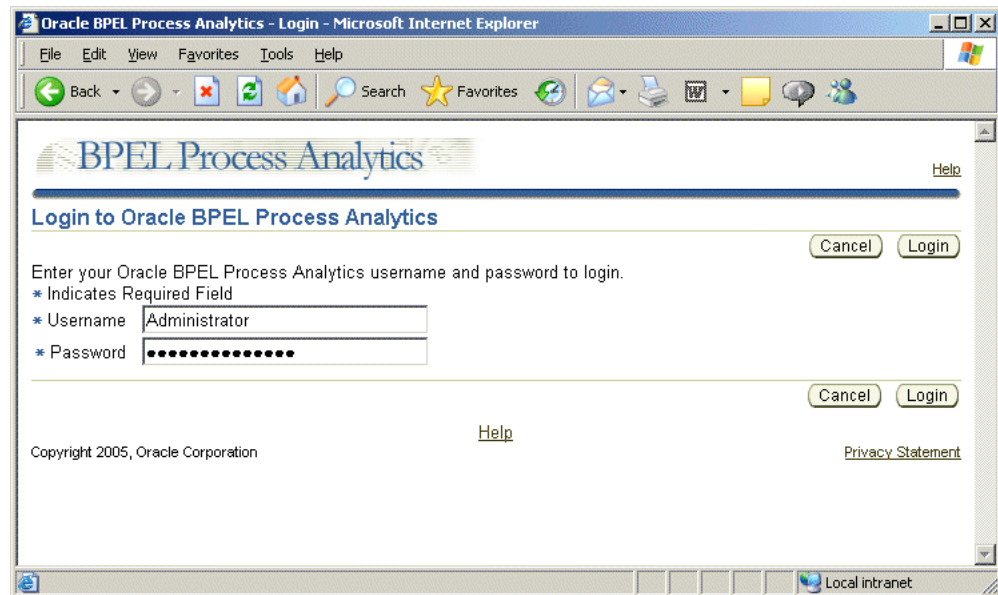 Oracle BPEL Process Analytics - Login - Microsoft Internet Explorer
File Edit View Favorites Tools Help
Back Search Favorites
BPEL Process Analytics
Help
Login to Oracle BPEL Process Analytics
Cancel Login
Enter your Oracle BPEL Process Analytics username and password to login.
* Indicates Required Field
* Username Administrator
* Password ••••••••••••••
Cancel Login
Help
Copyright 2005, Oracle Corporation Privacy Statement
Local intranet